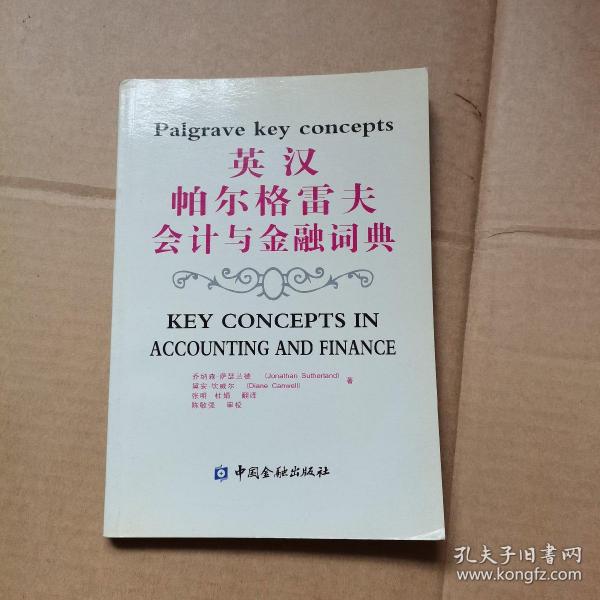 Palgrave key concepts
英汉
帕尔格雷夫
会计与金融词典
KEY CONCEPTS IN
ACCOUNTING AND FINANCE
乔纳森·萨瑟兰德 (Jonathan Sutherland)
黛安·坎威尔 (Diane Canwell) 著
张明 杜娟 翻译
陈敏强 审校
中国金融出版社
孔夫子旧书网
www.kongfz.com